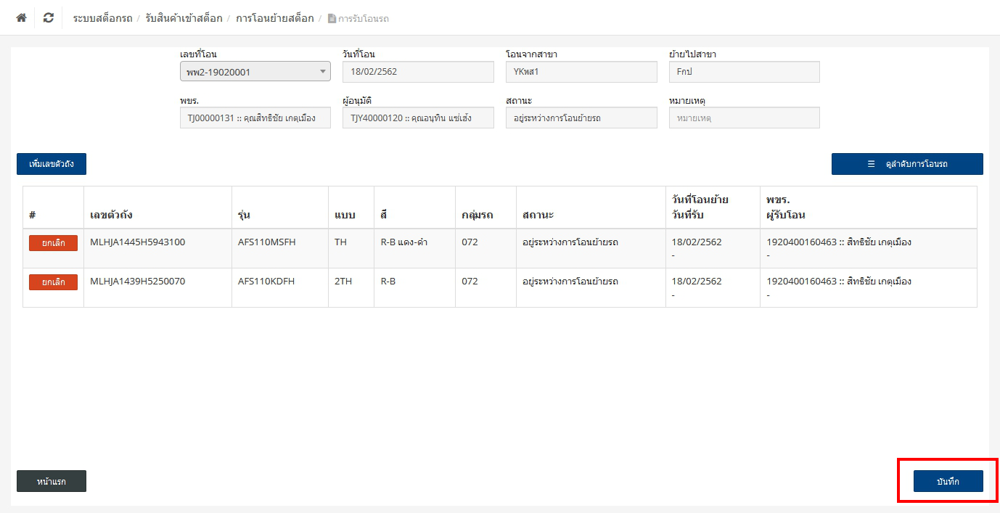 ระบบสต็อกรถ / รับสินค้าเข้าสต็อก / การโอนย้ายสต็อก / การรับโอนรถ
เลขที่โอน วันที่โอน โอนจากสาขา ย้ายไปสาขา
พพ2-19020001 18/02/2562 YKพส1 Fกป
พขร. ผู้อนุมัติ สถานะ หมายเหตุ
TJ00000131 :: คุณสิทธิชัย เกตุเมือง TJY40000120 :: คุณอนุทิน แซ่เฮ้ง อยู่ระหว่างการโอนย้ายรถ หมายเหตุ
เพิ่มเลขตัวถัง ดูลำดับการโอนรถ
# เลขตัวถัง รุ่น แบบ สี กลุ่มรถ สถานะ วันที่โอนย้าย พขร.
วันที่รับ ผู้รับโอน
ยกเลิก MLHJA1445H5943100 AFS110MSFH TH R-B แดง-ดำ 072 อยู่ระหว่างการโอนย้ายรถ 18/02/2562 1920400160463 :: สิทธิชัย เกตุเมือง
- -
ยกเลิก MLHJA1439H5250070 AFS110KDFH 2TH R-B 072 อยู่ระหว่างการโอนย้ายรถ 18/02/2562 1920400160463 :: สิทธิชัย เกตุเมือง
- -
หน้าแรก บันทึก